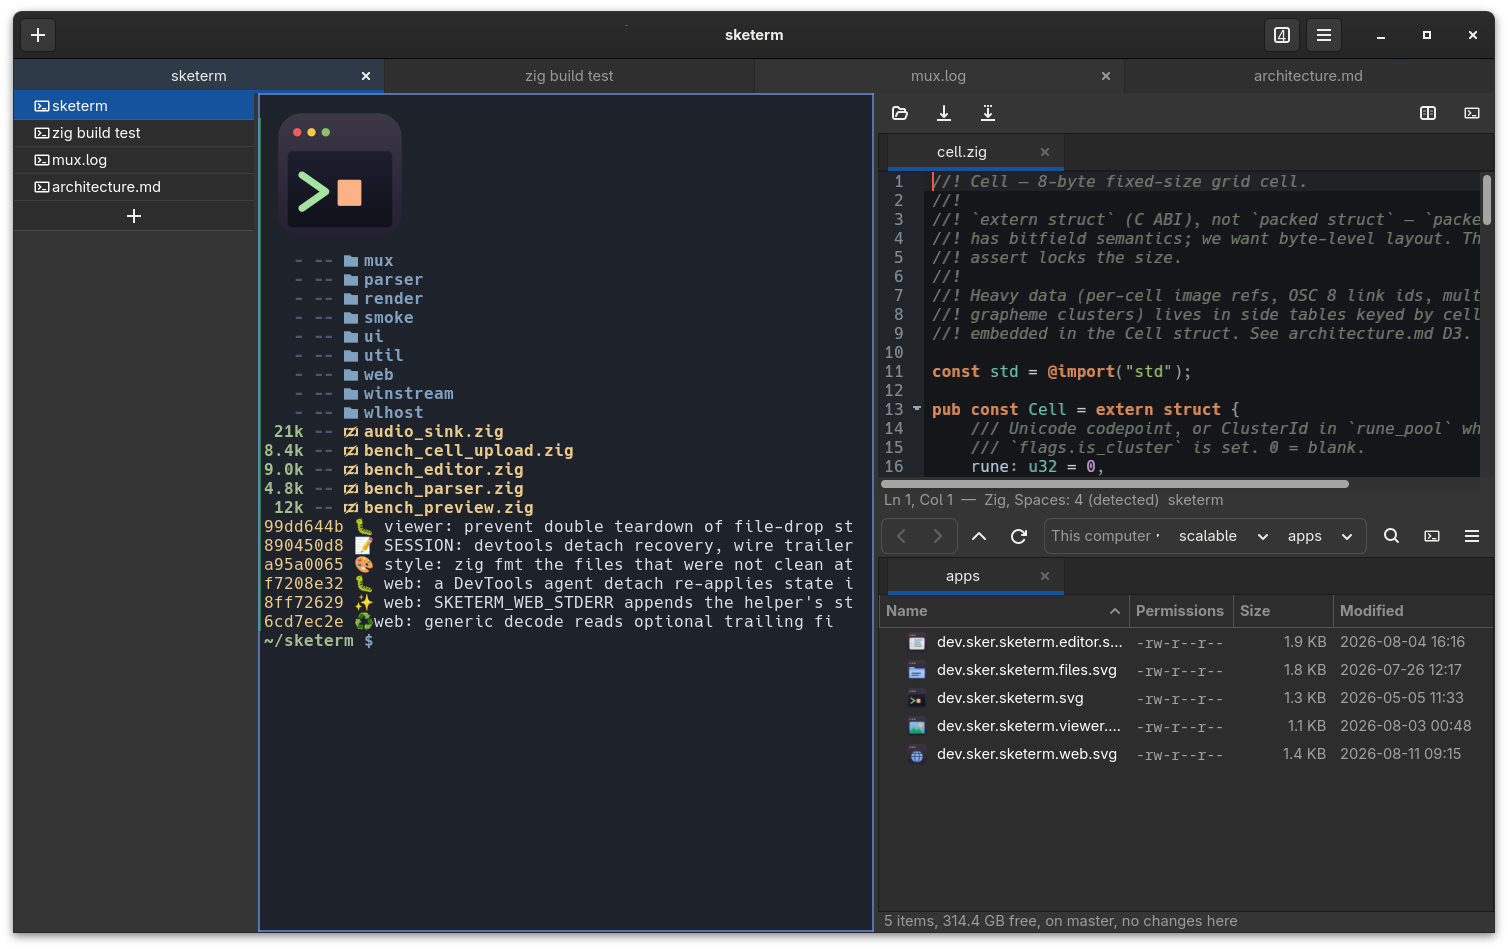 sketerm
4
sketerm
zig build test
mux.log
architecture.md
sketerm
zig build test
mux.log
architecture.md
- -- mux
- -- parser
- -- render
- -- smoke
- -- ui
- -- util
- -- web
- -- winstream
- -- wlhost
21k -- audio_sink.zig
8.4k -- bench_cell_upload.zig
9.0k -- bench_editor.zig
4.8k -- bench_parser.zig
12k -- bench_preview.zig
99dd644b 🐛 viewer: prevent double teardown of file-drop st
890450d8 📝 SESSION: devtools detach recovery, wire trailer
a95a0065 🎨 style: zig fmt the files that were not clean at
f7208e32 🐛 web: a DevTools agent detach re-applies state i
8ff72629 ✨ web: SKETERM_WEB_STDERR appends the helper's st
6cd7ec2e ♻️web: generic decode reads optional trailing fi
~/sketerm $
cell.zig
1 //! Cell — 8-byte fixed-size grid cell.
2 //!
3 //! `extern struct` (C ABI), not `packed struct` — `packe
4 //! has bitfield semantics; we want byte-level layout. Th
5 //! assert locks the size.
6 //!
7 //! Heavy data (per-cell image refs, OSC 8 link ids, mult
8 //! grapheme clusters) lives in side tables keyed by cell
9 //! embedded in the Cell struct. See architecture.md D3.
10
11 const std = @import("std");
12
13 pub const Cell = extern struct {
14 /// Unicode codepoint, or ClusterId in `rune_pool` wh
15 /// `flags.is_cluster` is set. 0 = blank.
16 rune: u32 = 0,
Ln 1, Col 1 — Zig, Spaces: 4 (detected) sketerm
This computer scalable apps
apps
Name Permissions Size Modified
dev.sker.sketerm.editor.s... -rw-r--r-- 1.9 KB 2026-08-04 16:16
dev.sker.sketerm.files.svg -rw-r--r-- 1.8 KB 2026-07-26 12:17
dev.sker.sketerm.svg -rw-r--r-- 1.3 KB 2026-05-05 11:33
dev.sker.sketerm.viewer.... -rw-r--r-- 1.1 KB 2026-08-03 00:48
dev.sker.sketerm.web.svg -rw-r--r-- 1.4 KB 2026-08-11 09:15
5 items, 314.4 GB free, on master, no changes here